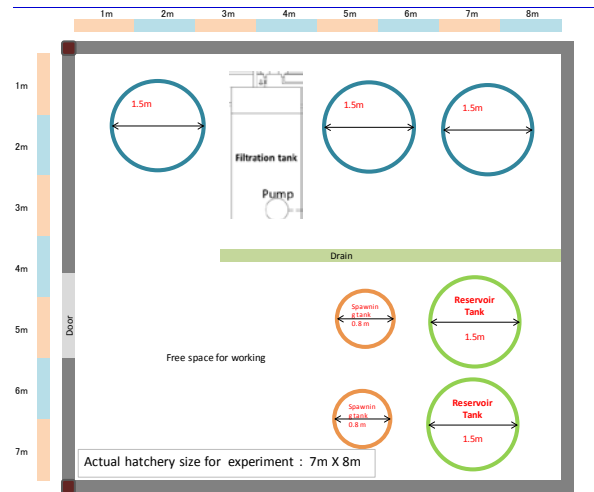 1m 2m 3m 4m 5m 6m 7m 8m
1m
2m
3m
4m
5m
6m
7m
1.5m
1.5m
1.5m
Filtration tank
Pump
Drain
Door
Spawnin
g tank
0.8 m
Reservoir
Tank
1.5m
Free space for working
Spawnin
g tank
0.8 m
Reservoir
Tank
1.5m
Actual hatchery size for experiment : 7m X 8m